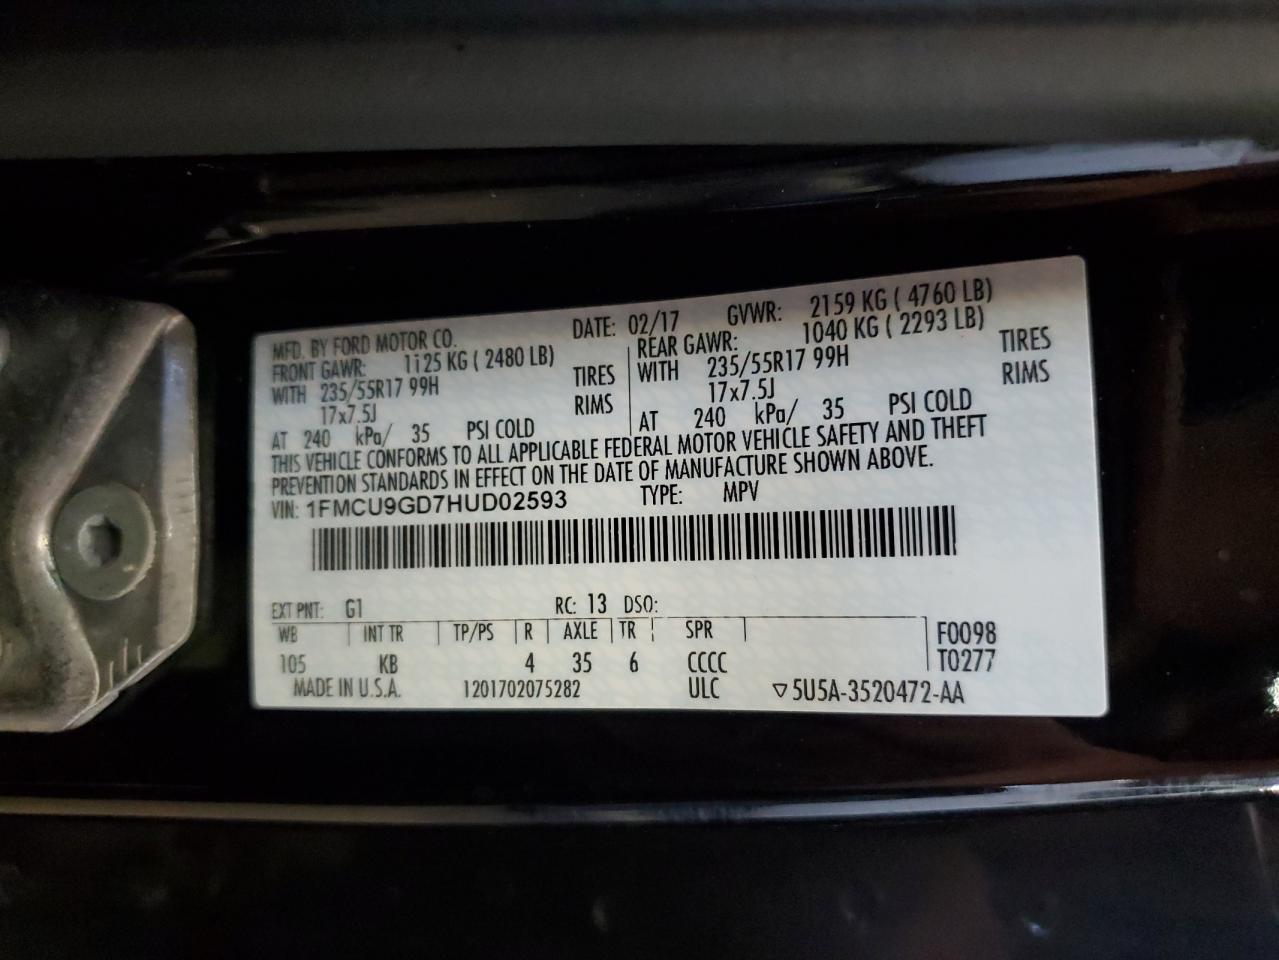 MFD. BY FORD MOTOR CO. DATE: 02/17 GVWR: 2159 KG ( 4760 LB)
FRONT GAWR: 1125 KG ( 2480 LB) REAR GAWR: 1040 KG ( 2293 LB)
WITH 235/55R17 99H TIRES WITH 235/55R17 99H TIRES
17x7.5J RIMS 17x7.5J RIMS
AT 240 kPa/ 35 PSI COLD AT 240 kPa/ 35 PSI COLD
THIS VEHICLE CONFORMS TO ALL APPLICABLE FEDERAL MOTOR VEHICLE SAFETY AND THEFT
PREVENTION STANDARDS IN EFFECT ON THE DATE OF MANUFACTURE SHOWN ABOVE.
VIN: 1FMCU9GD7HUD02593 TYPE: MPV
EXT PNT: G1 RC: 13 DSO:
WB INT TR TP/PS R AXLE TR SPR F0098
105 KB 4 35 6 CCCC T0277
MADE IN U.S.A. 1201702075282 ULC ▽5U5A-3520472-AA